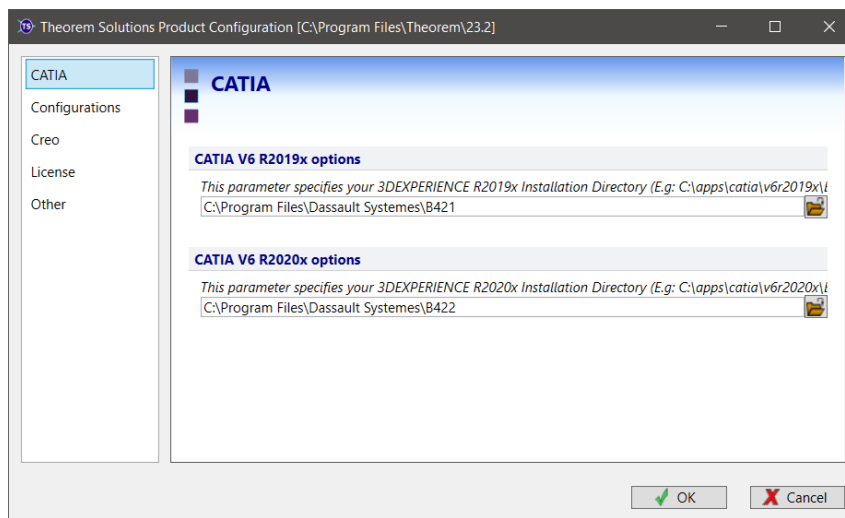 TS Theorem Solutions Product Configuration [C:\Program Files\Theorem\23.2]
CATIA
Configurations
Creo
License
Other
CATIA
CATIA V6 R2019x options
This parameter specifies your 3DEXPERIENCE R2019x Installation Directory (E.g: C:\apps\catia\v6r2019x\
C:\Program Files\Dassault Systemes\B421
CATIA V6 R2020x options
This parameter specifies your 3DEXPERIENCE R2020x Installation Directory (E.g: C:\apps\catia\v6r2020x\
C:\Program Files\Dassault Systemes\B422
OK
Cancel